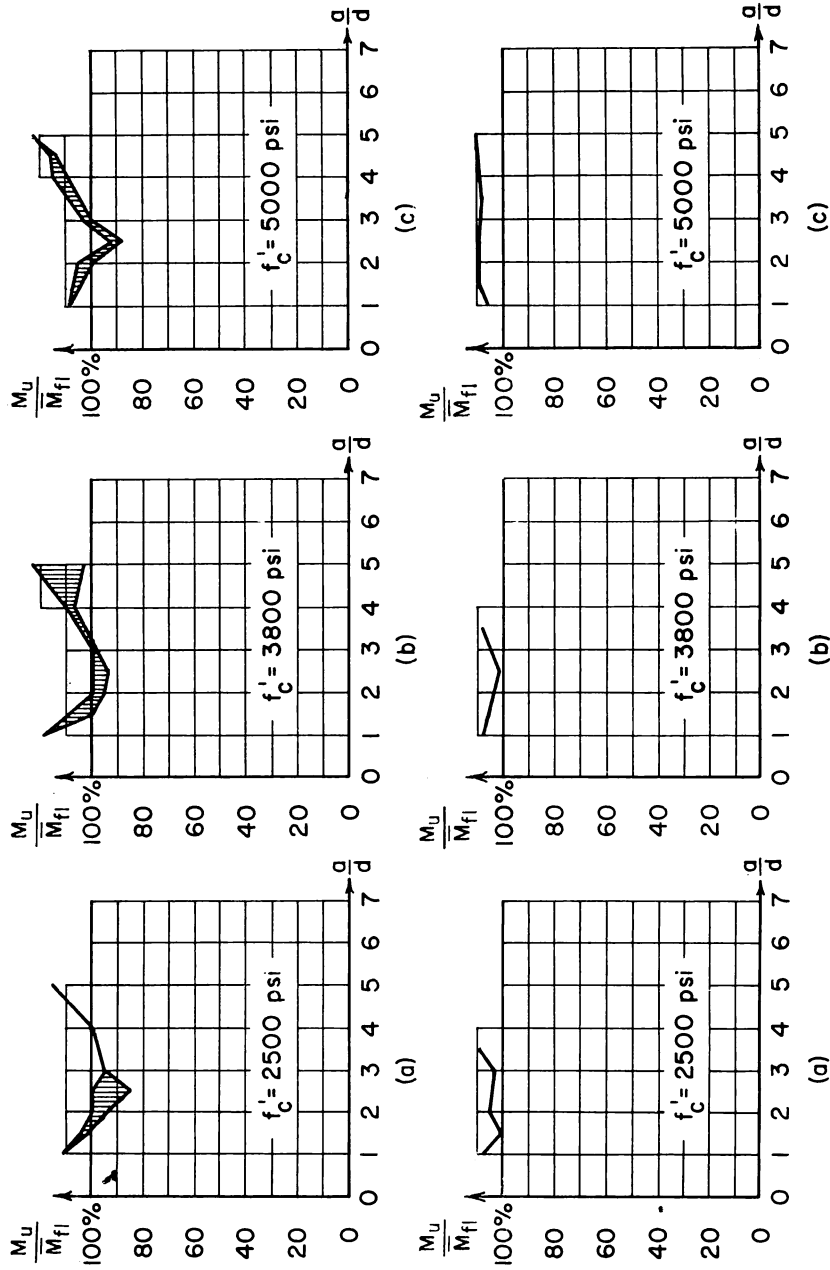 Mu
Mfl
100%
80
60
40
20
0
f'c = 2500 psi
0 1 2 3 4 5 6 7
a
d
(a)
Mu
Mfl
100%
80
60
40
20
0
f'c = 3800 psi
0 1 2 3 4 5 6 7
a
d
(b)
Mu
Mfl
100%
80
60
40
20
0
f'c = 5000 psi
0 1 2 3 4 5 6 7
a
d
(c)
Mu
Mfl
100%
80
60
40
20
0
f'c = 2500 psi
0 1 2 3 4 5 6 7
a
d
(a)
Mu
Mfl
100%
80
60
40
20
0
f'c = 3800 psi
0 1 2 3 4 5 6 7
a
d
(b)
Mu
Mfl
100%
80
60
40
20
0
f'c = 5000 psi
0 1 2 3 4 5 6 7
a
d
(c)